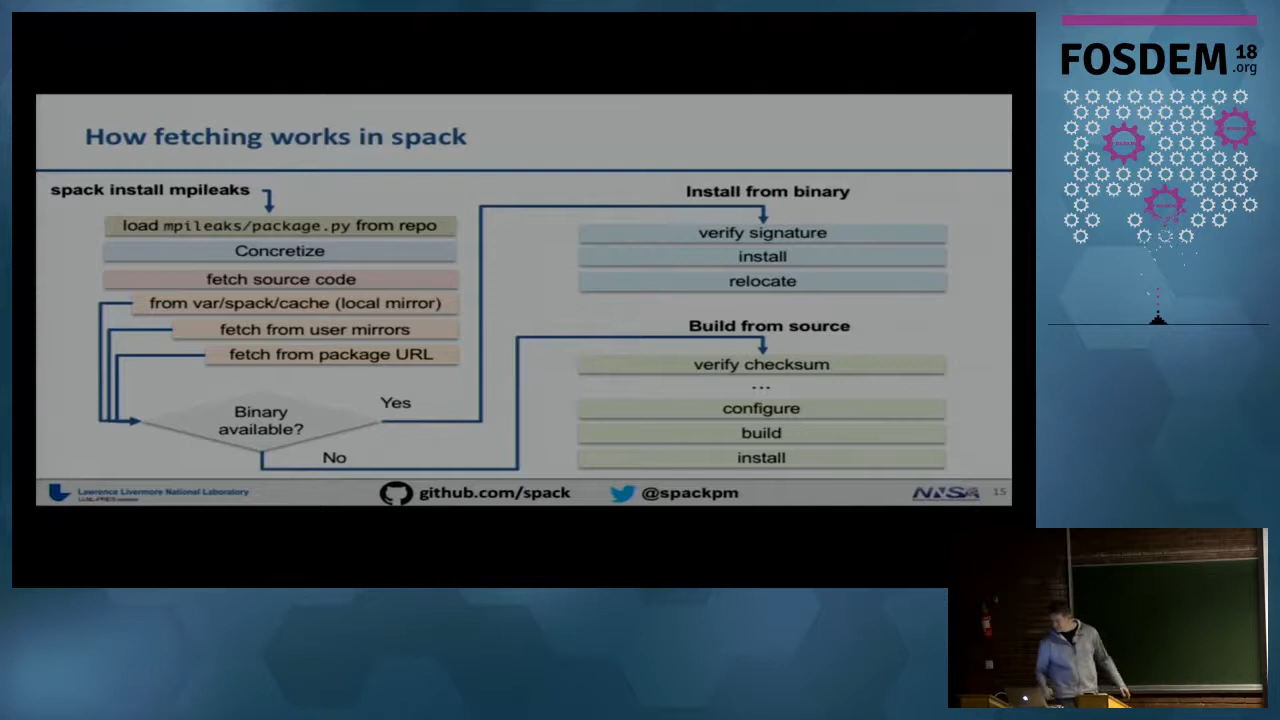 How fetching works in spack
spack install mpileaks
load mpileaks/package.py from repo
Concretize
fetch source code
from var/spack/cache (local mirror)
fetch from user mirrors
fetch from package URL
Binary
available?
Yes
No
Install from binary
verify signature
install
relocate
Build from source
verify checksum
...
configure
build
install
Lawrence Livermore National Laboratory
github.com/spack
@spackpm
NNSA
15
FOSDEM 18
.org